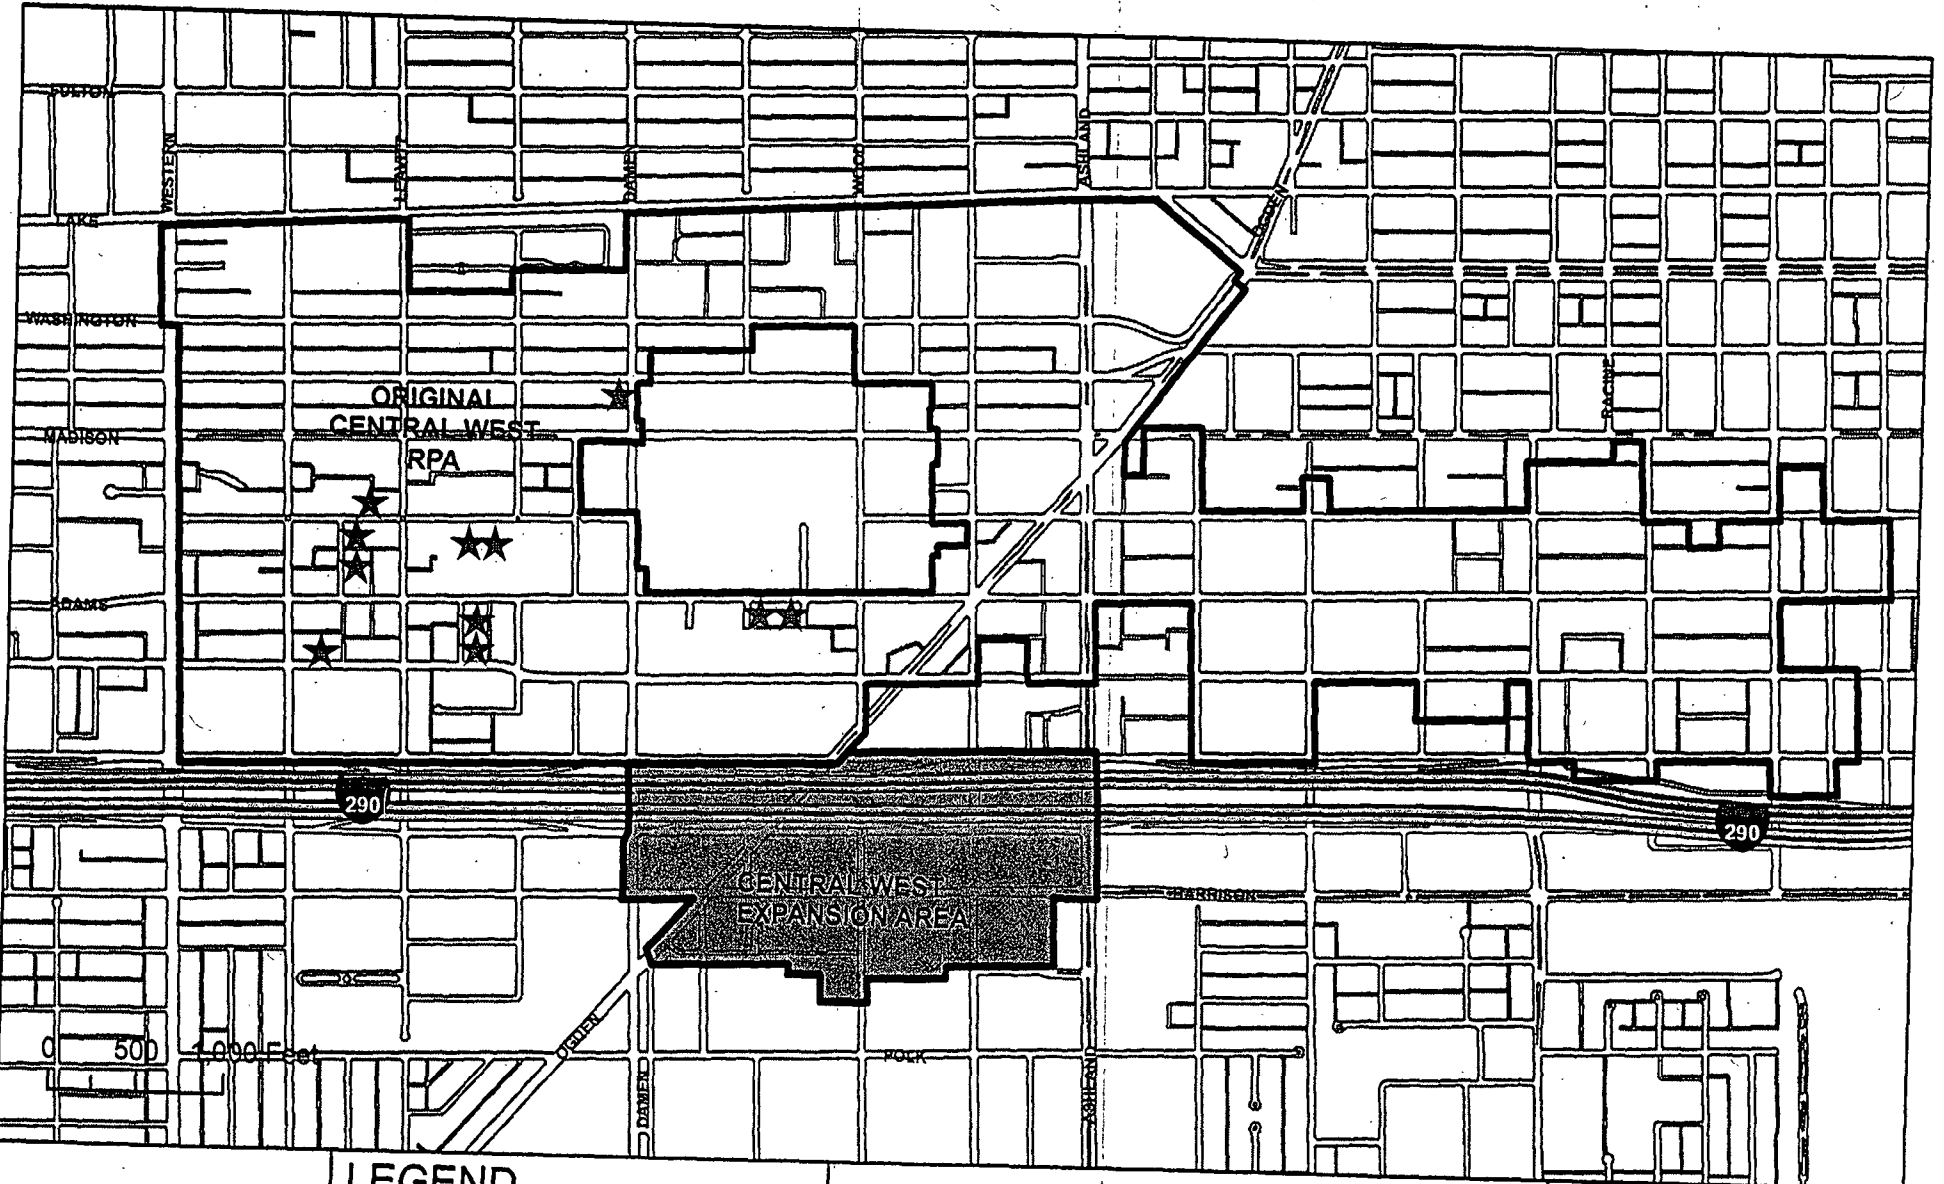 FULTON
WESTERN
LEAVITT
DAMEN
WOOD
ASHLAND
OGDEN
LAKE
WASHINGTON
RACINE
ORIGINAL
CENTRAL WEST
RPA
MADISON
ADAMS
290
290
CENTRAL WEST
EXPANSION AREA
HARRISON
0 500 1,000 Feet
OGDEN
DAMEN
POLK
ASHLAND
LEGEND